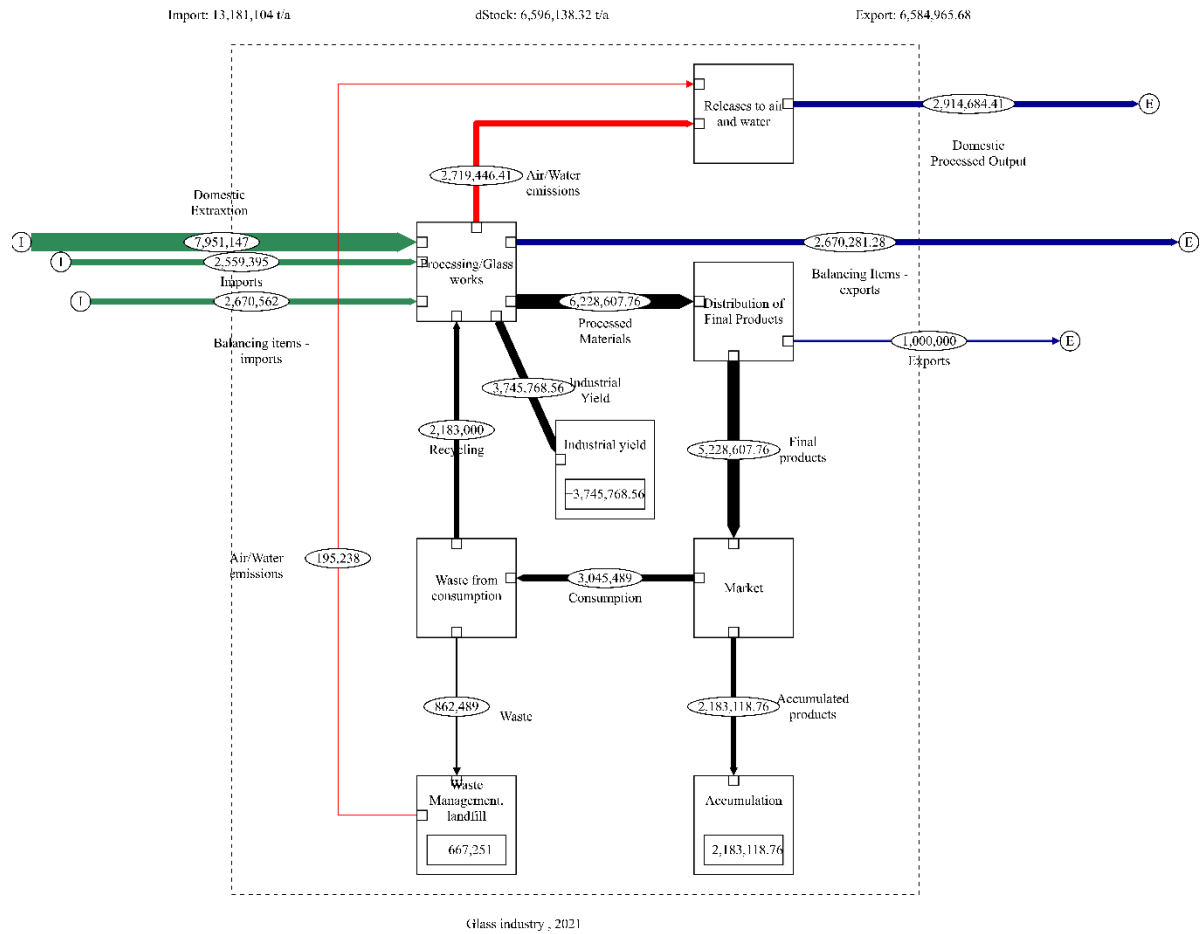 Import: 13,181,104 t/a
dStock: 6,596,138.32 t/a
Export: 6,584,965.68
Releases to air
and water
2,914,684.41
E
Domestic
Processed Output
2,719,446.41
Air/Water
emissions
Domestic
Extraxtion
I
7,951,147
I
2,559,395
Imports
I
2,670,562
Balancing items -
imports
Processing/Glass
works
2,670,281.28
E
Balancing Items -
exports
6,228,607.76
Processed
Materials
Distribution of
Final Products
1,000,000
E
Exports
3,745,768.56
Industrial
Yield
2,183,000
Recycling
Industrial yield
3,745,768.56
5,228,607.76
Final
products
Air/Water
emissions
195,238
Waste from
consumption
3,045,489
Consumption
Market
862,489
Waste
2,183,118.76
Accumulated
products
Waste
Management,
landfill
667,251
Accumulation
2,183,118.76
Glass industry , 2021